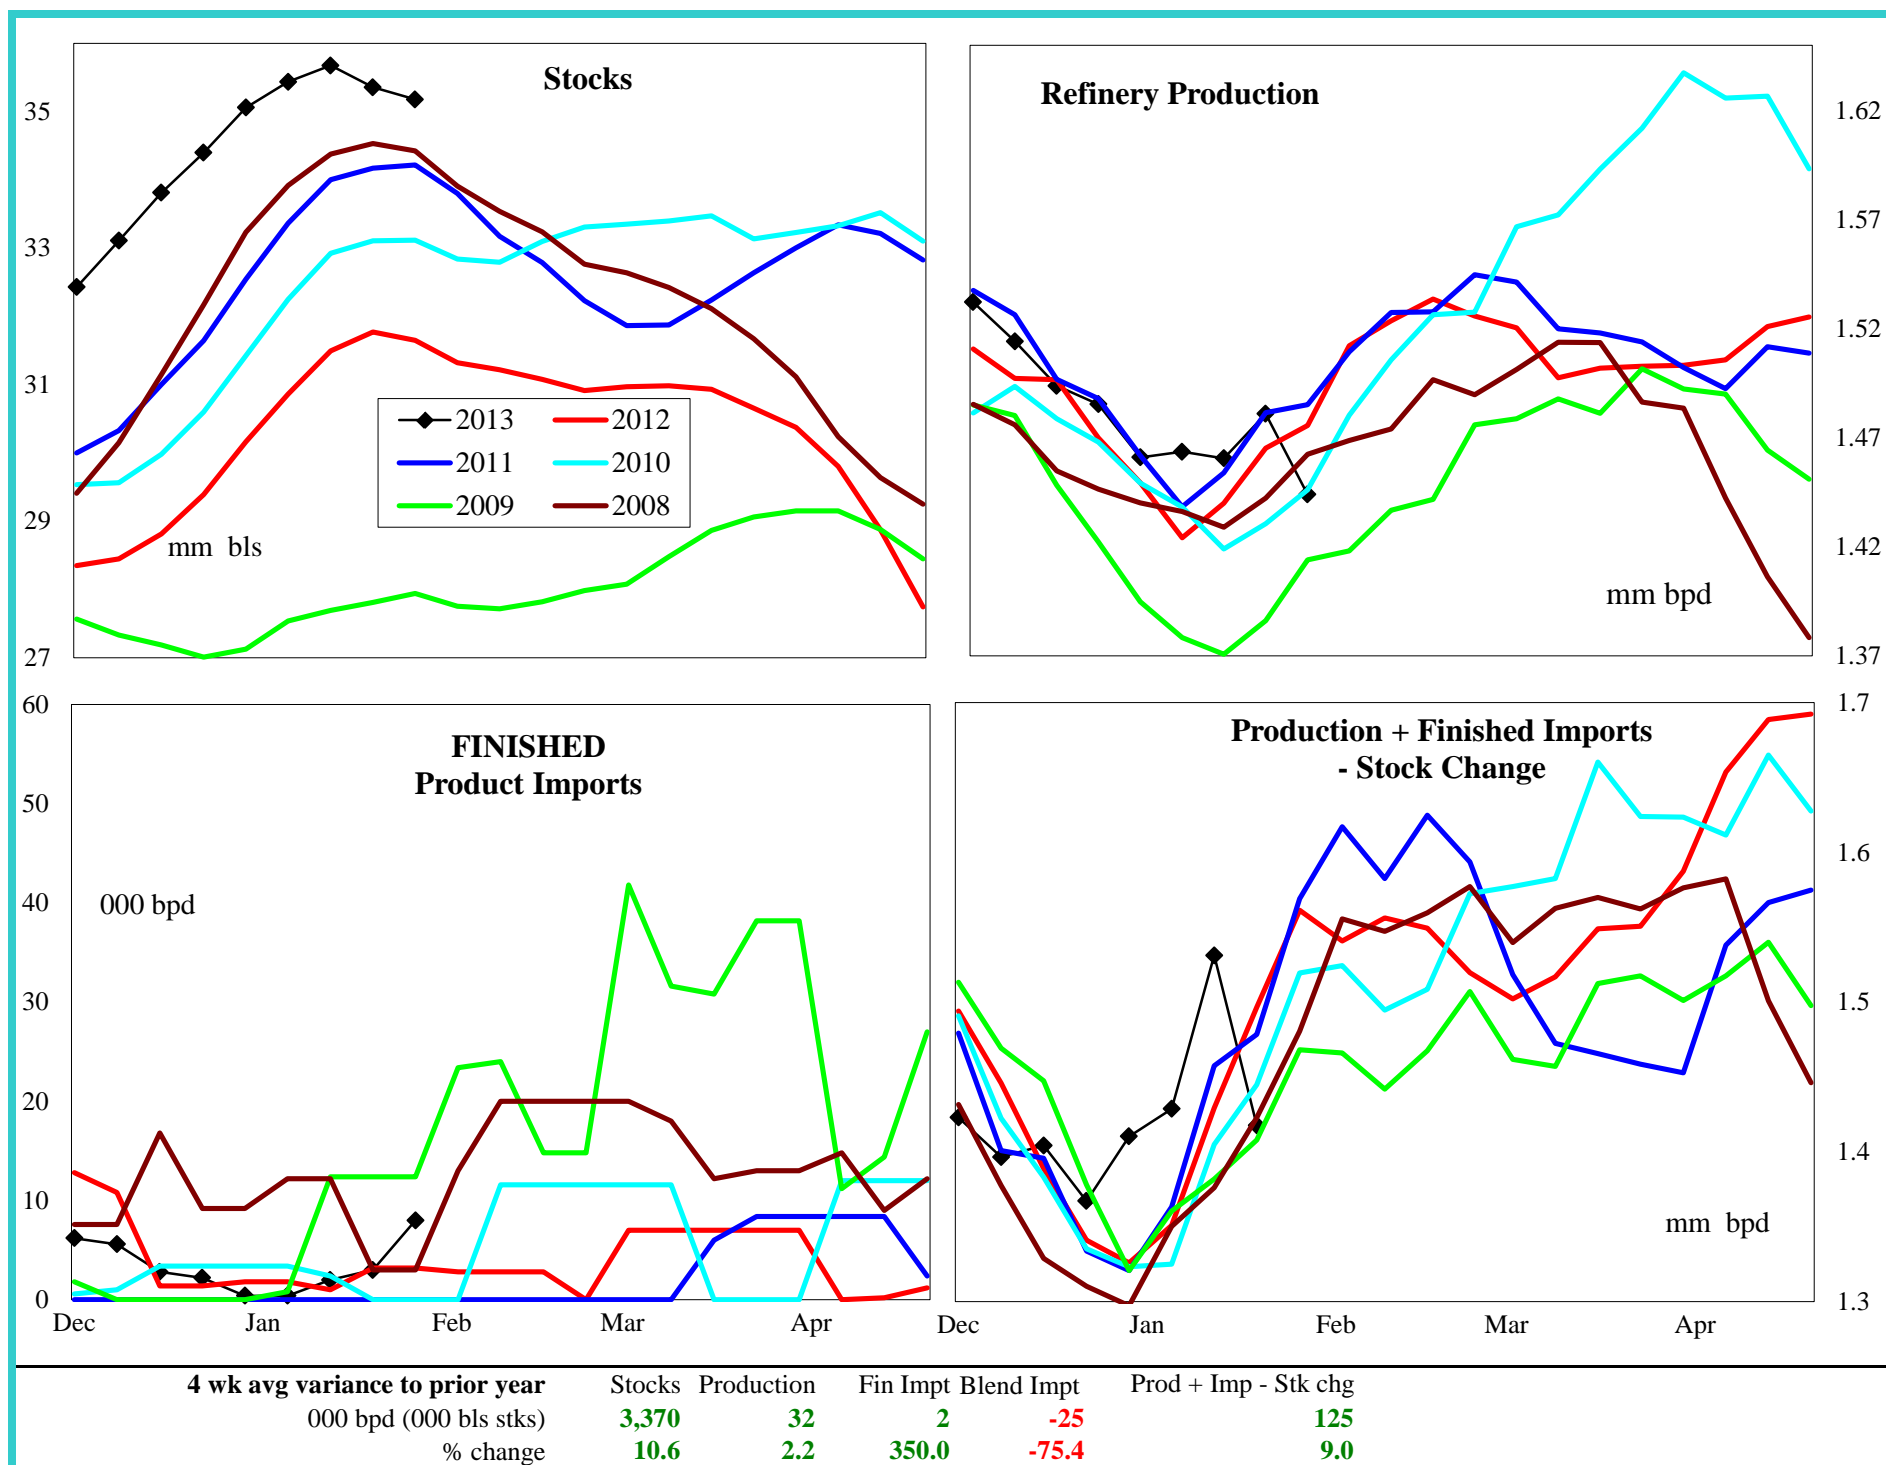 Stocks
35
33
31
29
27
mm bls
2013 2012
2011 2010
2009 2008
Refinery Production
1.62
1.57
1.52
1.47
1.42
1.37
mm bpd
FINISHED
Product Imports
60
50
40
30
20
10
0
000 bpd
Dec Jan Feb Mar Apr
Production + Finished Imports
- Stock Change
1.7
1.6
1.5
1.4
1.3
mm bpd
Dec Jan Feb Mar Apr
4 wk avg variance to prior year Stocks Production Fin Impt Blend Impt Prod + Imp - Stk chg
000 bpd (000 bls stks) 3,370 32 2 -25 125
% change 10.6 2.2 350.0 -75.4 9.0